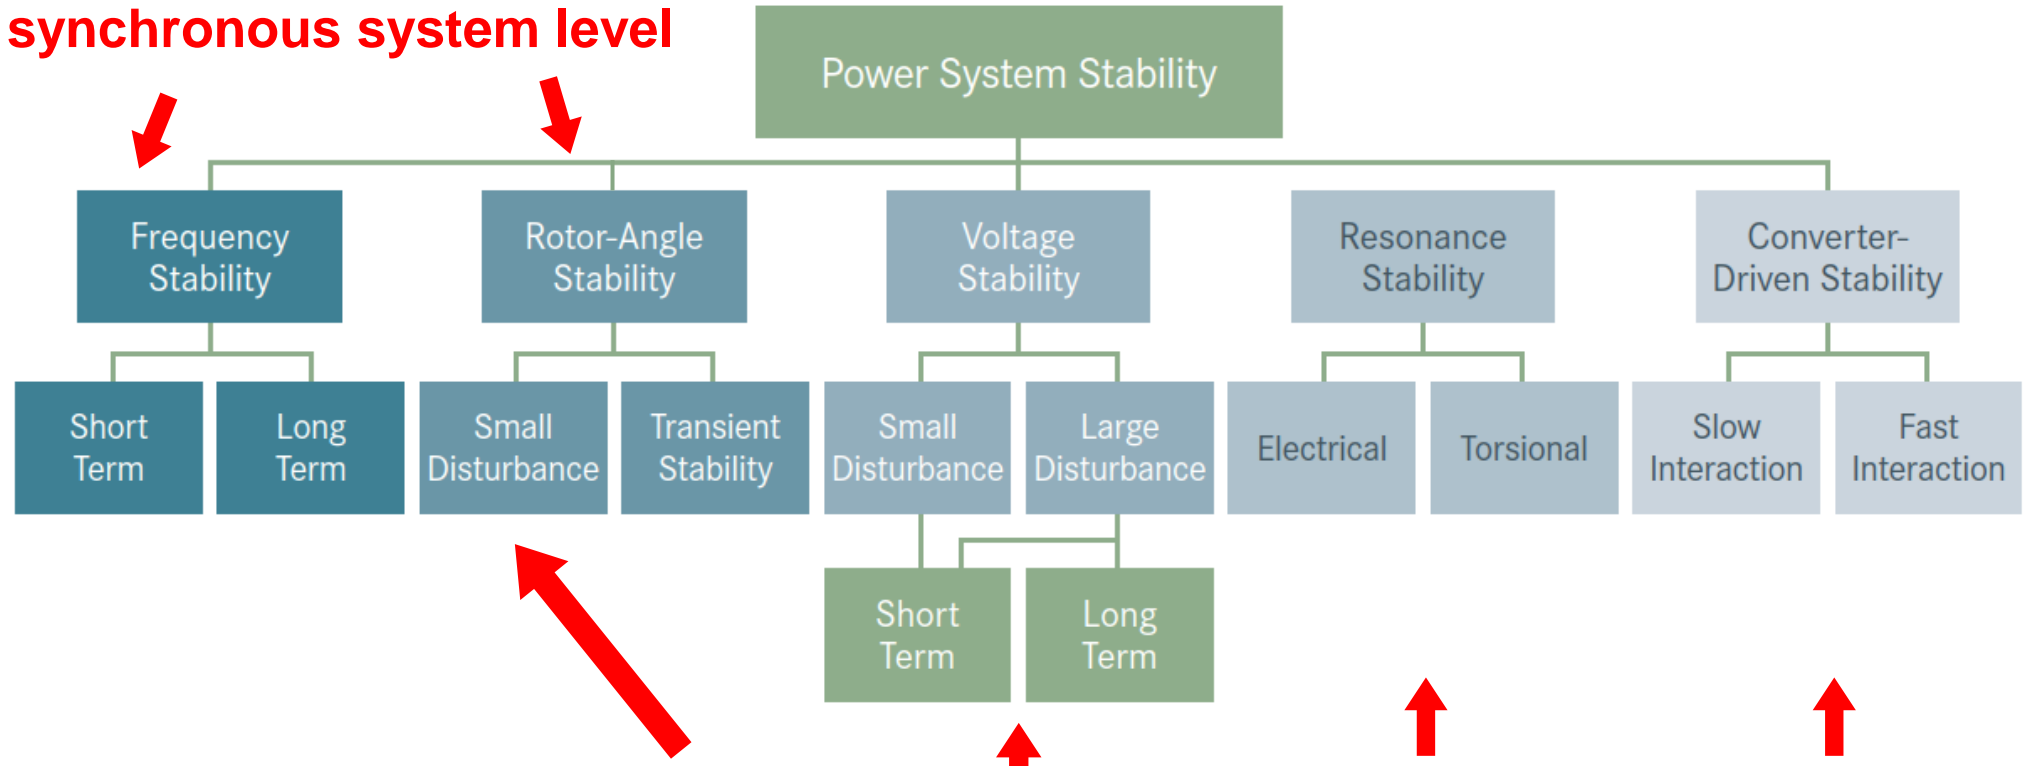 synchronous system level
Power System Stability
Frequency
Stability
Rotor-Angle
Stability
Voltage
Stability
Resonance
Stability
Converter-
Driven Stability
Short
Term
Long
Term
Small
Disturbance
Transient
Stability
Small
Disturbance
Large
Disturbance
Electrical
Torsional
Slow
Interaction
Fast
Interaction
Short
Term
Long
Term